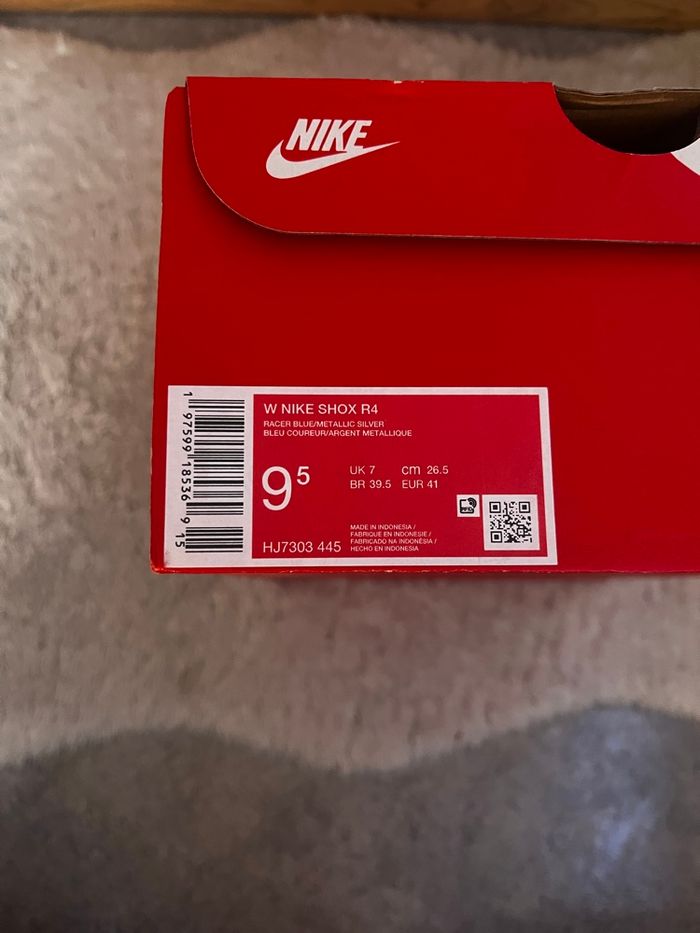 NIKE
W NIKE SHOX R4
RACER BLUE/METALLIC SILVER
BLEU COUREUR/ARGENT METALLIQUE
9⁵
UK 7 cm 26.5
BR 39.5 EUR 41
HJ7303 445
MADE IN INDONESIA /
FABRIQUÉ EN INDONÉSIE /
FABRICADO NA INDONÉSIA /
HECHO EN INDONESIA
1 97599 18536 9 15